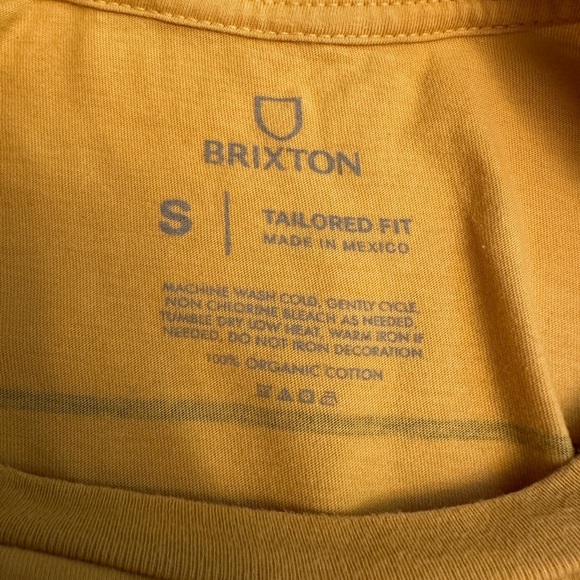 BRIXTON
S
TAILORED FIT
MADE IN MEXICO
MACHINE WASH COLD, GENTLY CYCLE,
NON CHLORINE BLEACH AS NEEDED,
TUMBLE DRY LOW HEAT, WARM IRON IF
NEEDED, DO NOT IRON DECORATION
100% ORGANIC COTTON